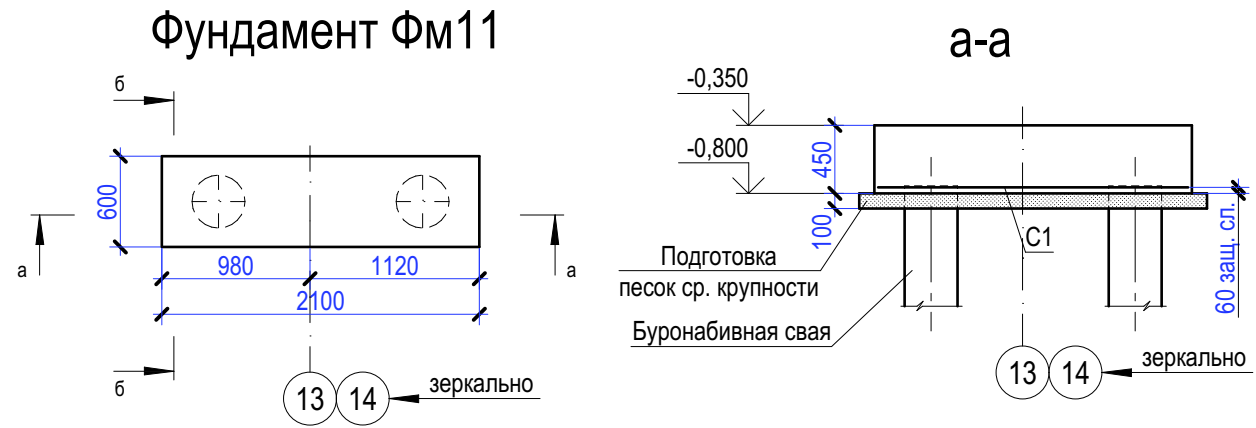 Фундамент Фм11
б
600
а
а
980
1120
2100
б
13
14
зеркально
а-а
-0,350
-0,800
450
100
Подготовка
песок ср. крупности
С1
60 защ. сл.
Буронабивная свая
13
14
зеркально